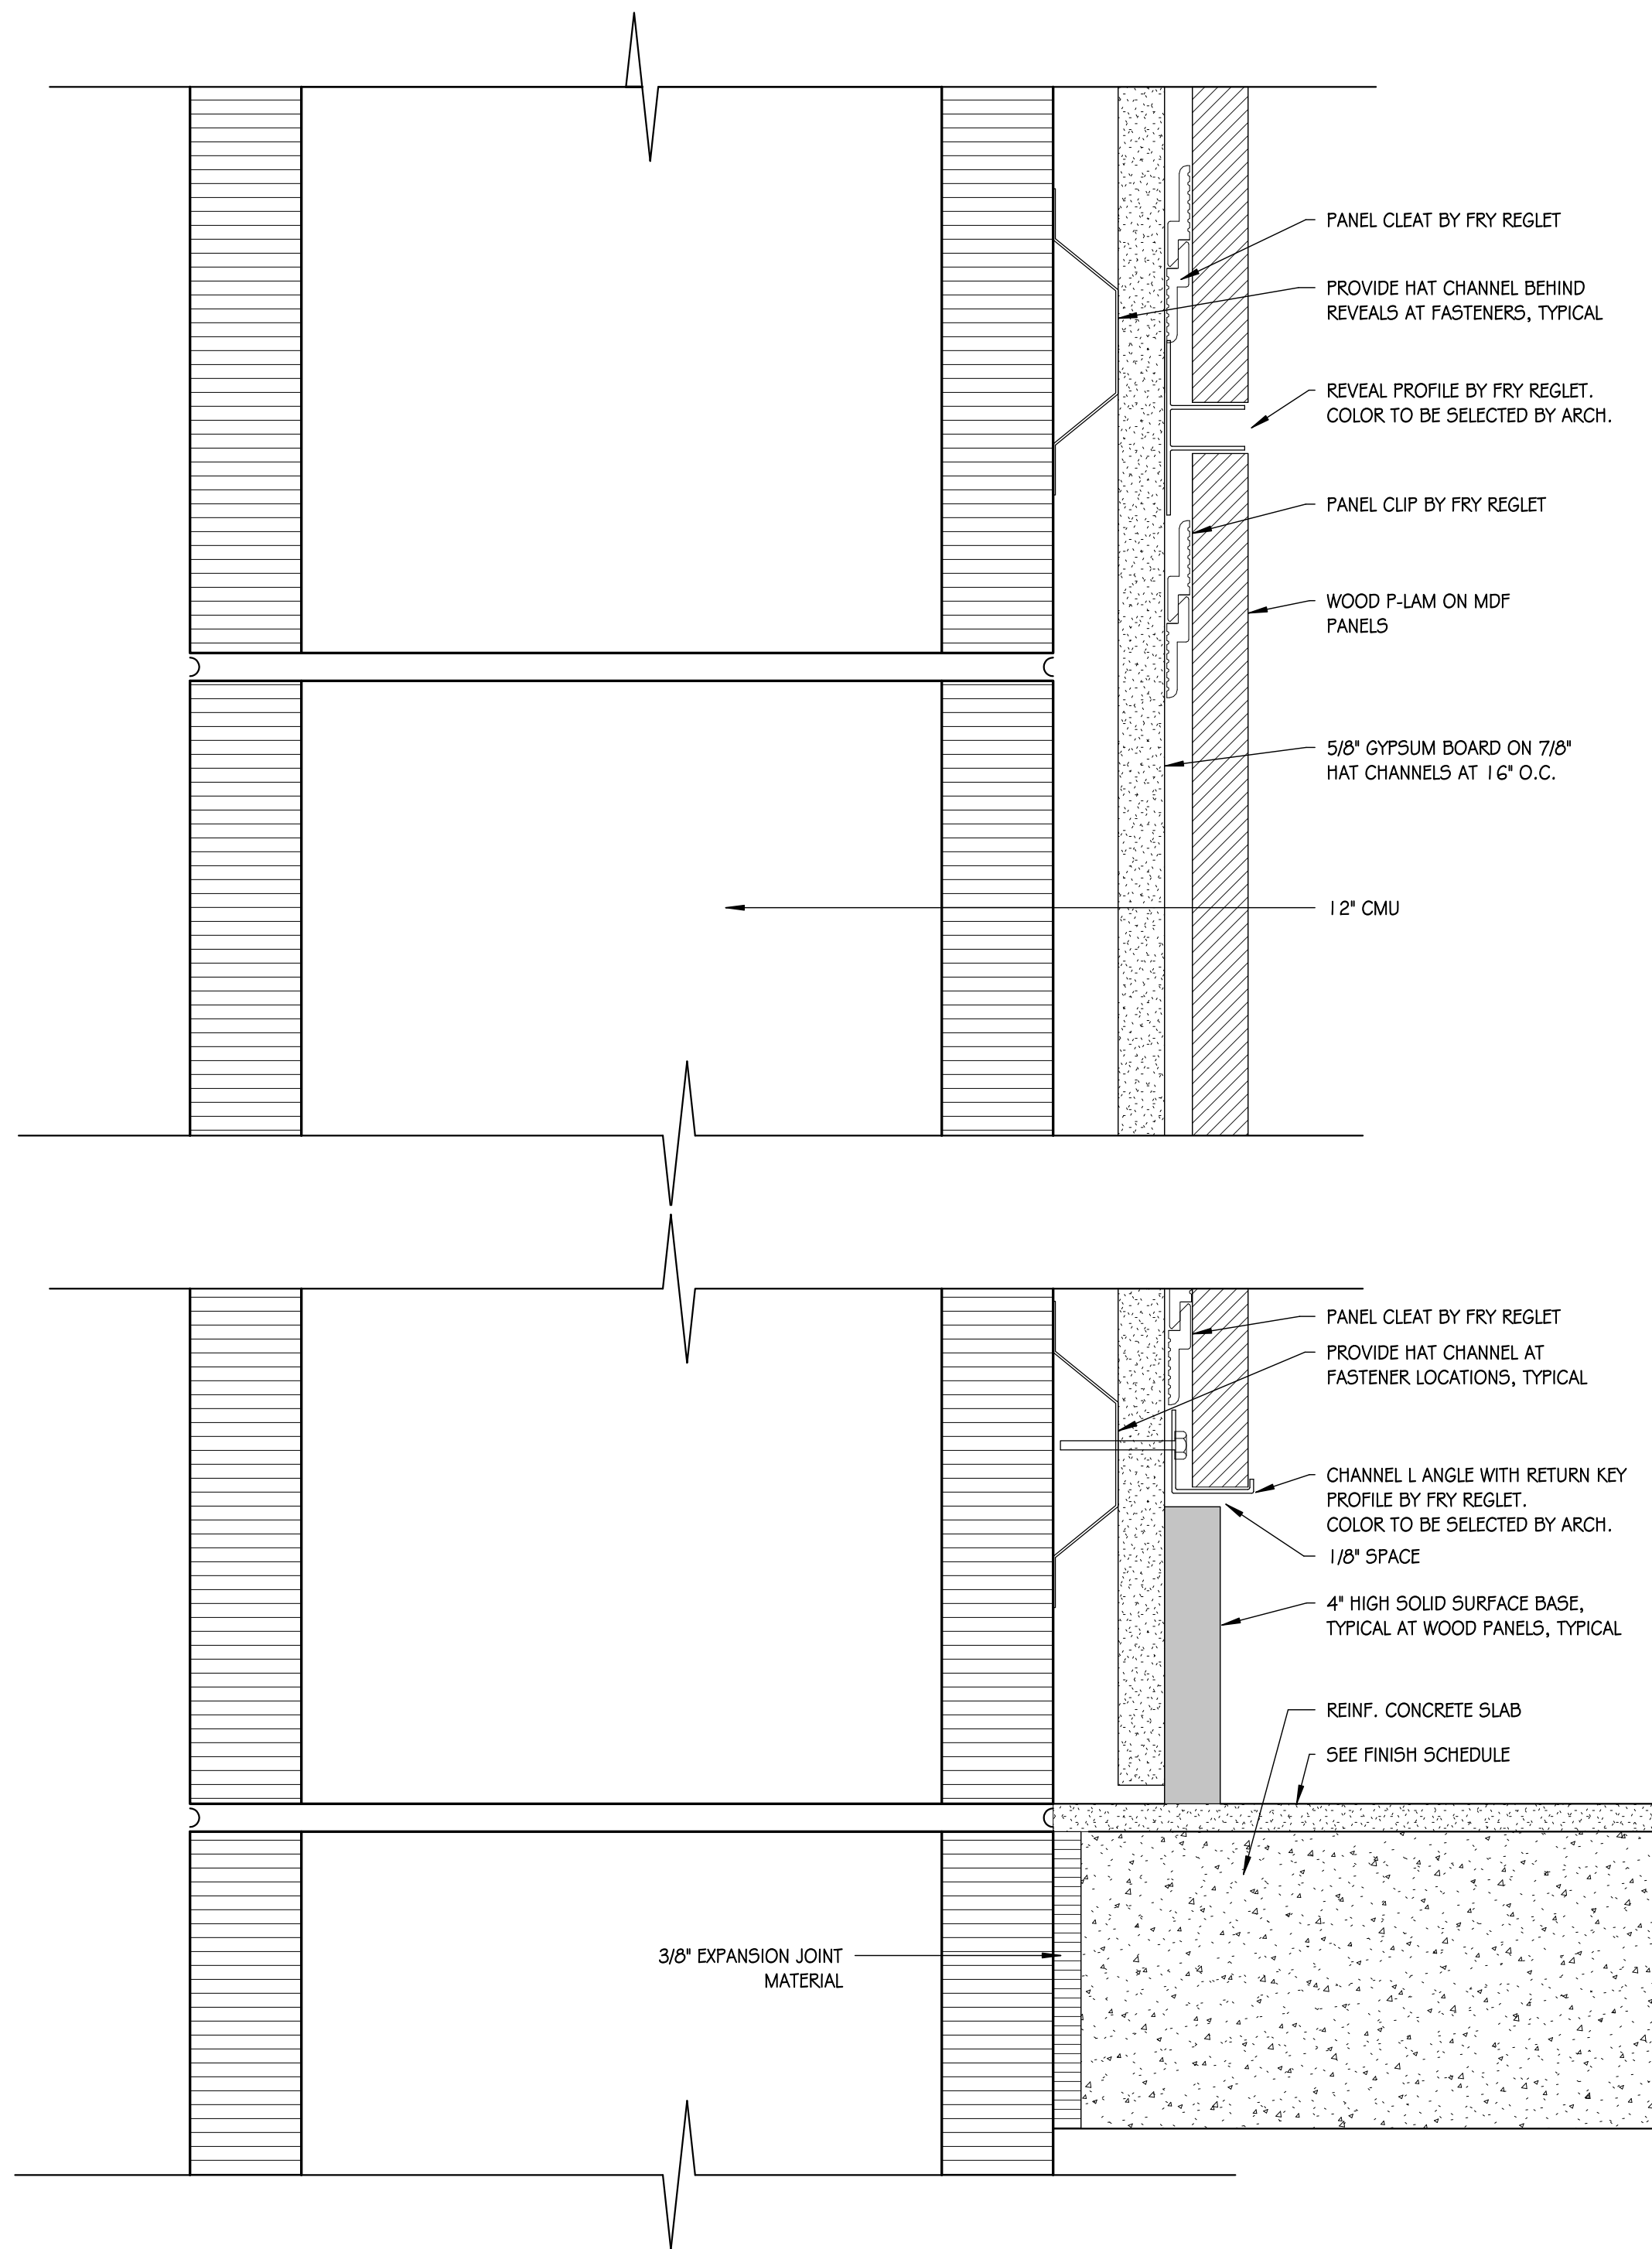 PANEL CLEAT BY FRY REGLET
PROVIDE HAT CHANNEL BEHIND
REVEALS AT FASTENERS, TYPICAL
REVEAL PROFILE BY FRY REGLET.
COLOR TO BE SELECTED BY ARCH.
PANEL CLIP BY FRY REGLET
WOOD P-LAM ON MDF
PANELS
5/8" GYPSUM BOARD ON 7/8"
HAT CHANNELS AT 16" O.C.
12" CMU
PANEL CLEAT BY FRY REGLET
PROVIDE HAT CHANNEL AT
FASTENER LOCATIONS, TYPICAL
CHANNEL L ANGLE WITH RETURN KEY
PROFILE BY FRY REGLET.
COLOR TO BE SELECTED BY ARCH.
1/8" SPACE
4" HIGH SOLID SURFACE BASE,
TYPICAL AT WOOD PANELS, TYPICAL
REINF. CONCRETE SLAB
SEE FINISH SCHEDULE
3/8" EXPANSION JOINT
MATERIAL